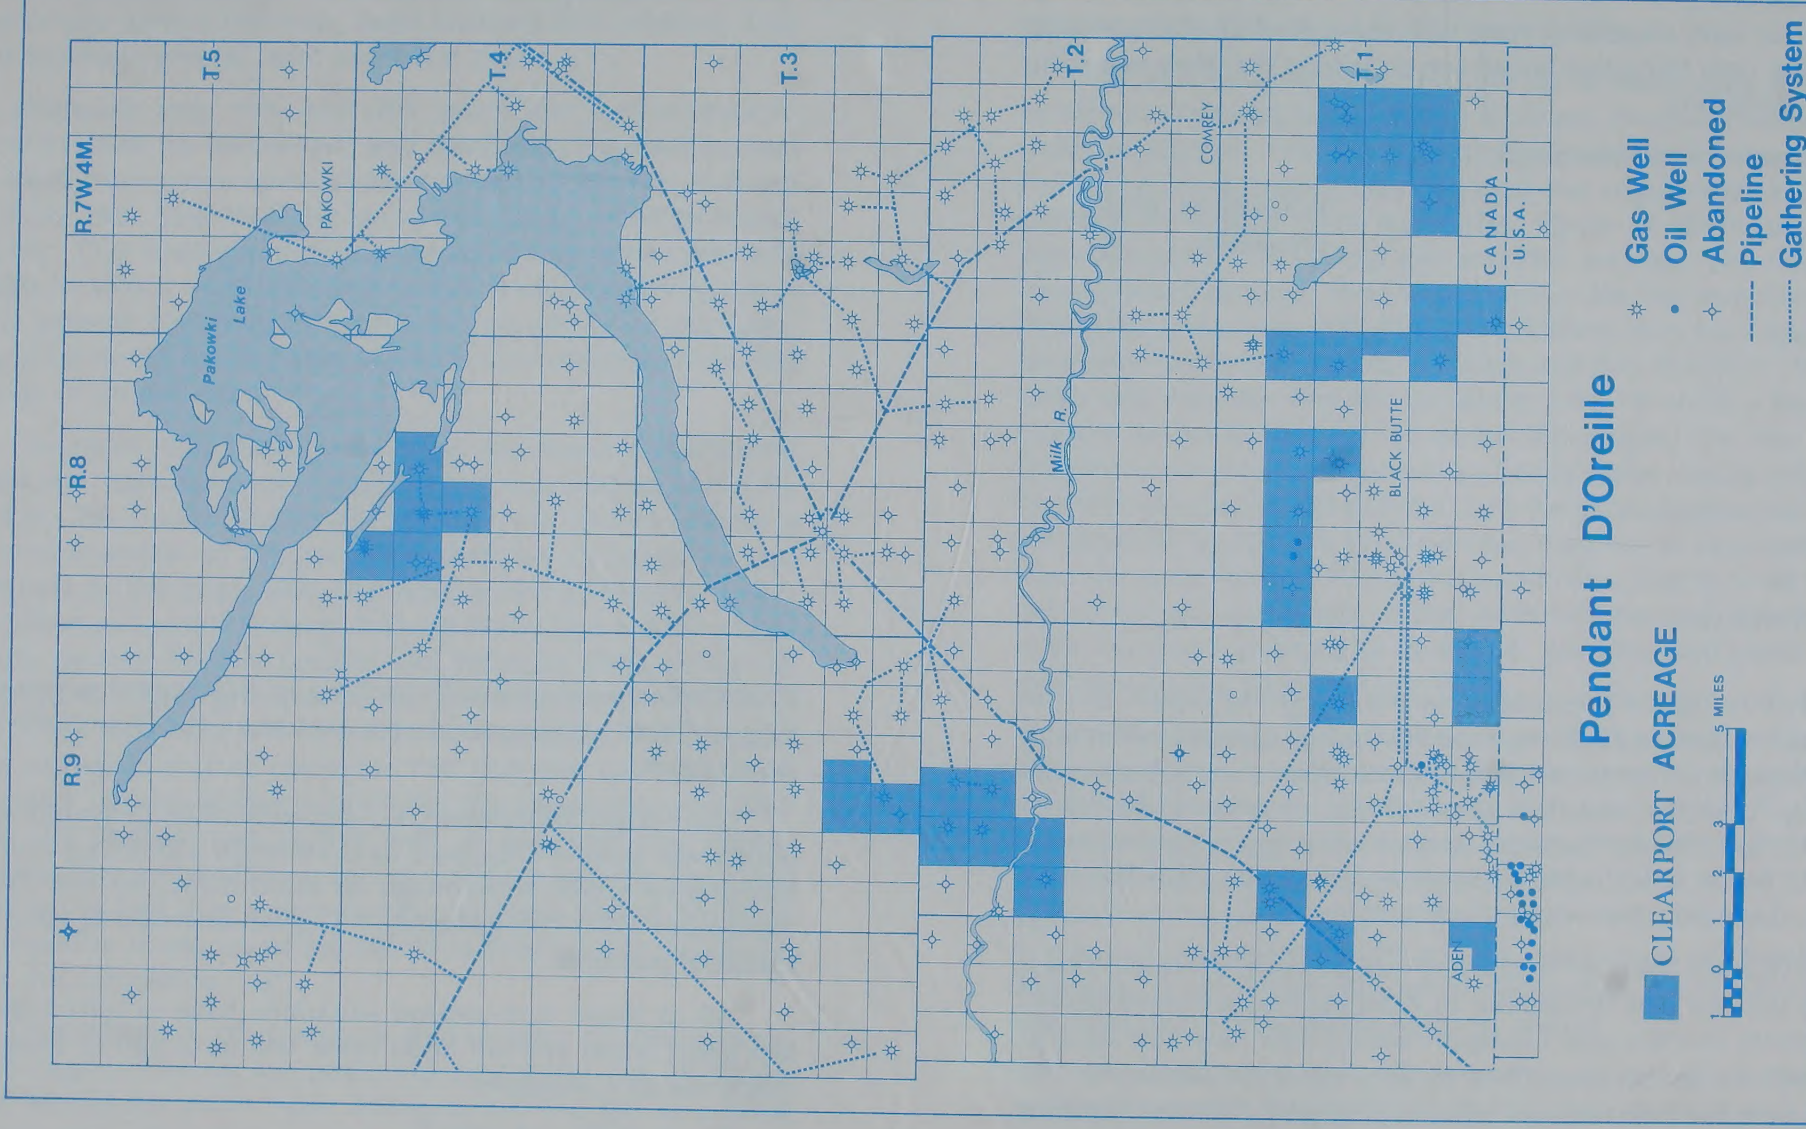 R.9
R.8
R.7W4M.
T.5
T.4
T.3
T.2
T.1
PAKOWKI
Pakowki
Lake
Milk R.
COMREY
BLACK BUTTE
ADEN
CANADA
U.S.A.
Pendant D'Oreille
CLEARPORT ACREAGE
1 0 1 2 3 5 MILES
Gas Well
Oil Well
Abandoned
Pipeline
Gathering System